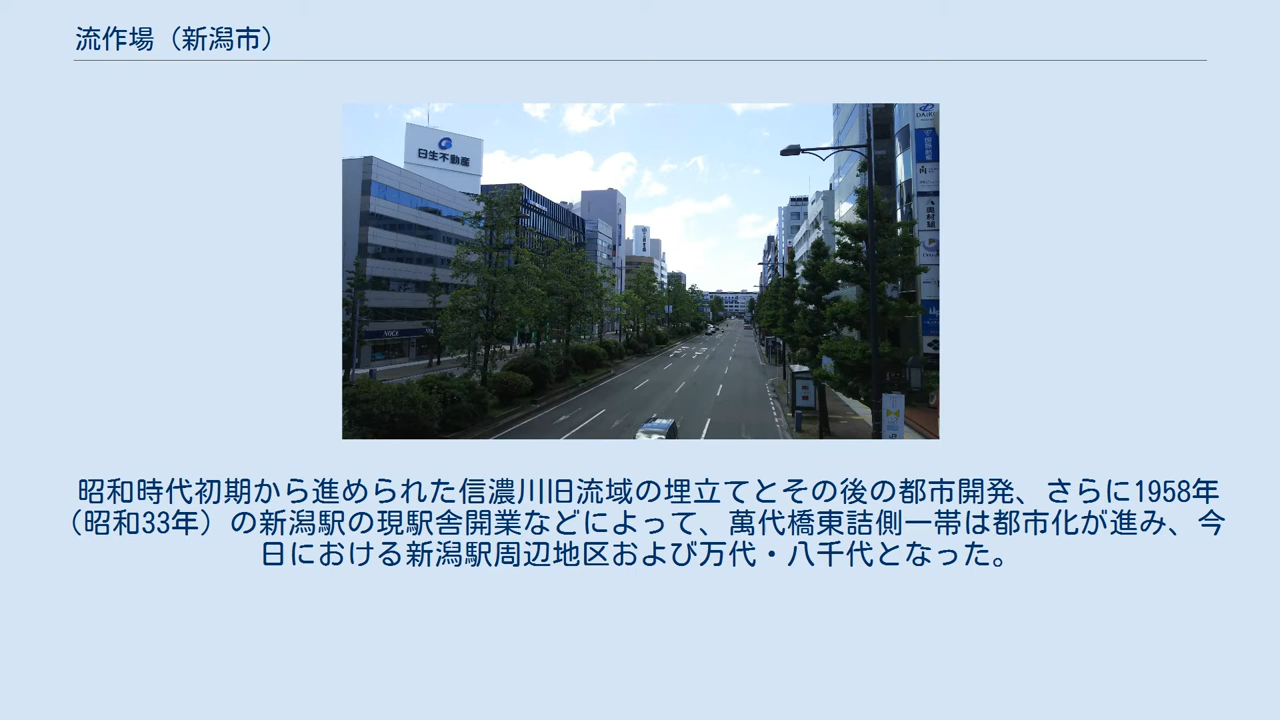 流作場（新潟市）
日生不動産
NOCE
DAIKO
昭和時代初期から進められた信濃川旧流域の埋立てとその後の都市開発、さらに1958年
（昭和33年）の新潟駅の現駅舎開業などによって、萬代橋東詰側一帯は都市化が進み、今
日における新潟駅周辺地区および万代・八千代となった。